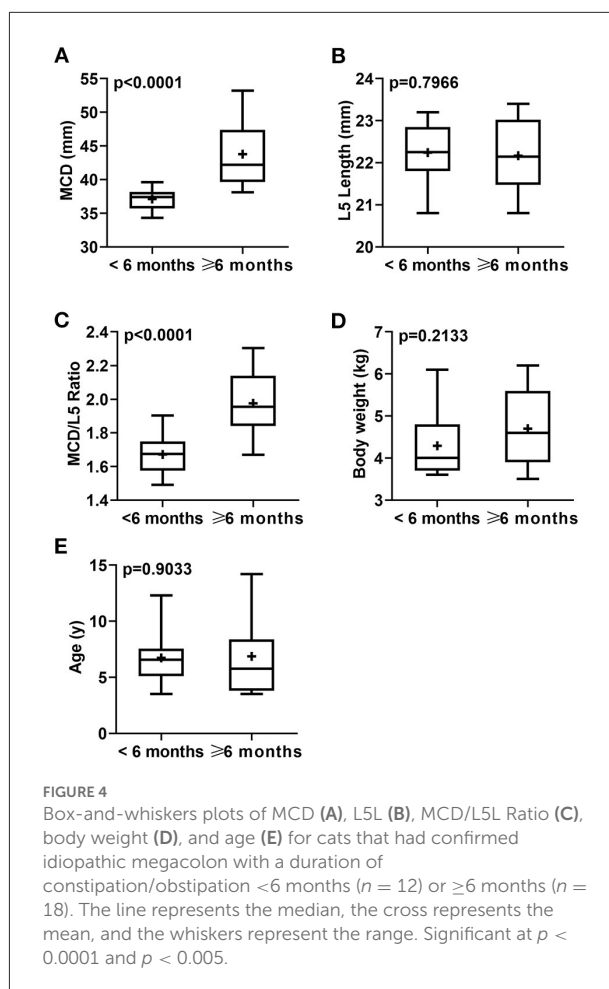 A
p<0.0001
MCD (mm)
55
50
45
40
35
30
< 6 months ⩾6 months
B
p=0.7966
L5 Length (mm)
24
23
22
21
20
< 6 months ⩾6 months
C
p<0.0001
MCD/L5 Ratio
2.4
2.2
2.0
1.8
1.6
1.4
<6 months ⩾6 months
D
p=0.2133
Body weight (kg)
7
6
5
4
3
<6 months ⩾6 months
E
p=0.9033
Age (y)
15
10
5
0
< 6 months ⩾6 months
FIGURE 4
Box-and-whiskers plots of MCD (A), L5L (B), MCD/L5L Ratio (C),
body weight (D), and age (E) for cats that had confirmed
idiopathic megacolon with a duration of
constipation/obstipation <6 months (n = 12) or ≥6 months (n =
18). The line represents the median, the cross represents the
mean, and the whiskers represent the range. Significant at p <
0.0001 and p < 0.005.